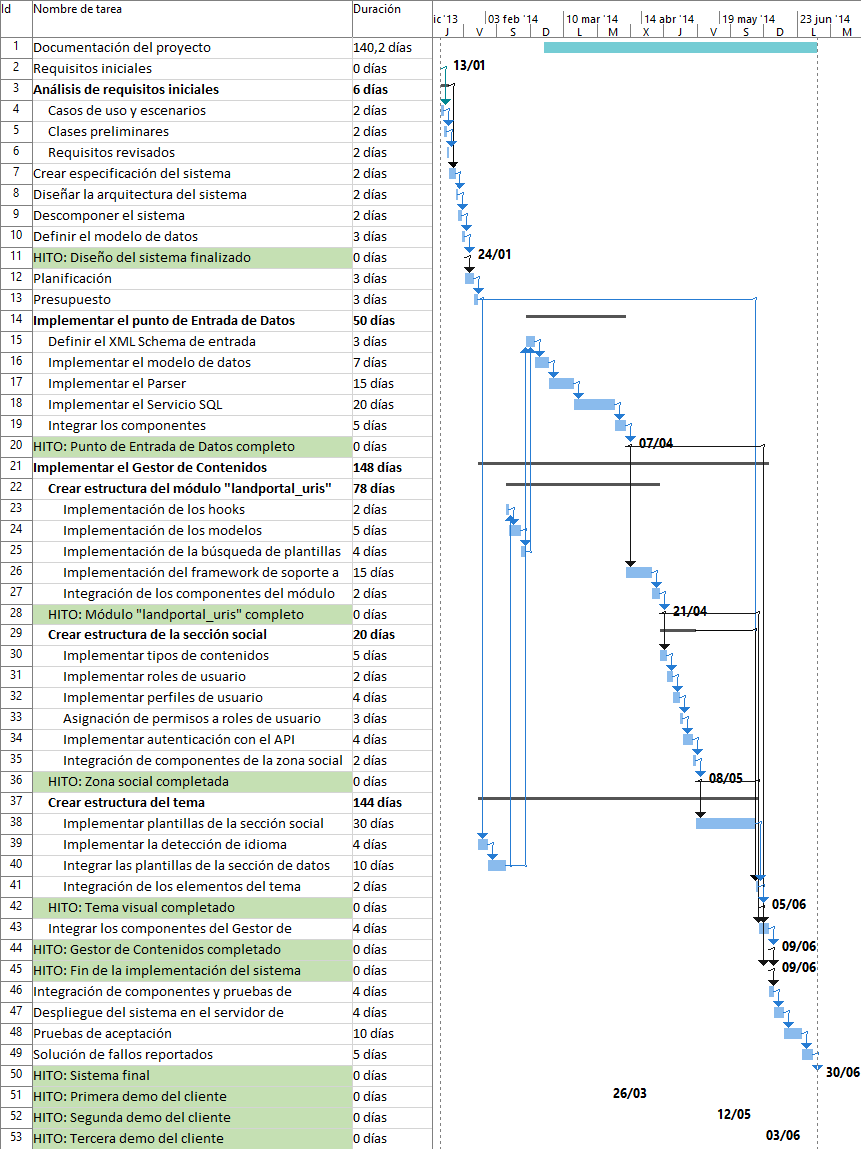 Id Nombre de tarea Duración
ic '13 03 feb '14 10 mar '14 14 abr '14 19 may '14 23 jun '14
J V S D L M X J V S D L M
1 Documentación del proyecto 140,2 días
2 Requisitos iniciales 0 días 13/01
3 Análisis de requisitos iniciales 6 días
4 Casos de uso y escenarios 2 días
5 Clases preliminares 2 días
6 Requisitos revisados 2 días
7 Crear especificación del sistema 2 días
8 Diseñar la arquitectura del sistema 2 días
9 Descomponer el sistema 2 días
10 Definir el modelo de datos 3 días
11 HITO: Diseño del sistema finalizado 0 días 24/01
12 Planificación 3 días
13 Presupuesto 3 días
14 Implementar el punto de Entrada de Datos 50 días
15 Definir el XML Schema de entrada 3 días
16 Implementar el modelo de datos 7 días
17 Implementar el Parser 15 días
18 Implementar el Servicio SQL 20 días
19 Integrar los componentes 5 días
20 HITO: Punto de Entrada de Datos completo 0 días 07/04
21 Implementar el Gestor de Contenidos 148 días
22 Crear estructura del módulo "landportal_uris" 78 días
23 Implementación de los hooks 2 días
24 Implementación de los modelos 5 días
25 Implementación de la búsqueda de plantillas 4 días
26 Implementación del framework de soporte a 15 días
27 Integración de los componentes del módulo 2 días
28 HITO: Módulo "landportal_uris" completo 0 días 21/04
29 Crear estructura de la sección social 20 días
30 Implementar tipos de contenidos 5 días
31 Implementar roles de usuario 2 días
32 Implementar perfiles de usuario 4 días
33 Asignación de permisos a roles de usuario 3 días
34 Implementar autenticación con el API 4 días
35 Integración de componentes de la zona social 2 días
36 HITO: Zona social completada 0 días 08/05
37 Crear estructura del tema 144 días
38 Implementar plantillas de la sección social 30 días
39 Implementar la detección de idioma 4 días
40 Integrar las plantillas de la sección de datos 10 días
41 Integración de los elementos del tema 2 días
42 HITO: Tema visual completado 0 días 05/06
43 Integrar los componentes del Gestor de 4 días
44 HITO: Gestor de Contenidos completado 0 días 09/06
45 HITO: Fin de la implementación del sistema 0 días 09/06
46 Integración de componentes y pruebas de 4 días
47 Despliegue del sistema en el servidor de 4 días
48 Pruebas de aceptación 10 días
49 Solución de fallos reportados 5 días
50 HITO: Sistema final 0 días 30/06
51 HITO: Primera demo del cliente 0 días 26/03
52 HITO: Segunda demo del cliente 0 días 12/05
53 HITO: Tercera demo del cliente 0 días 03/06